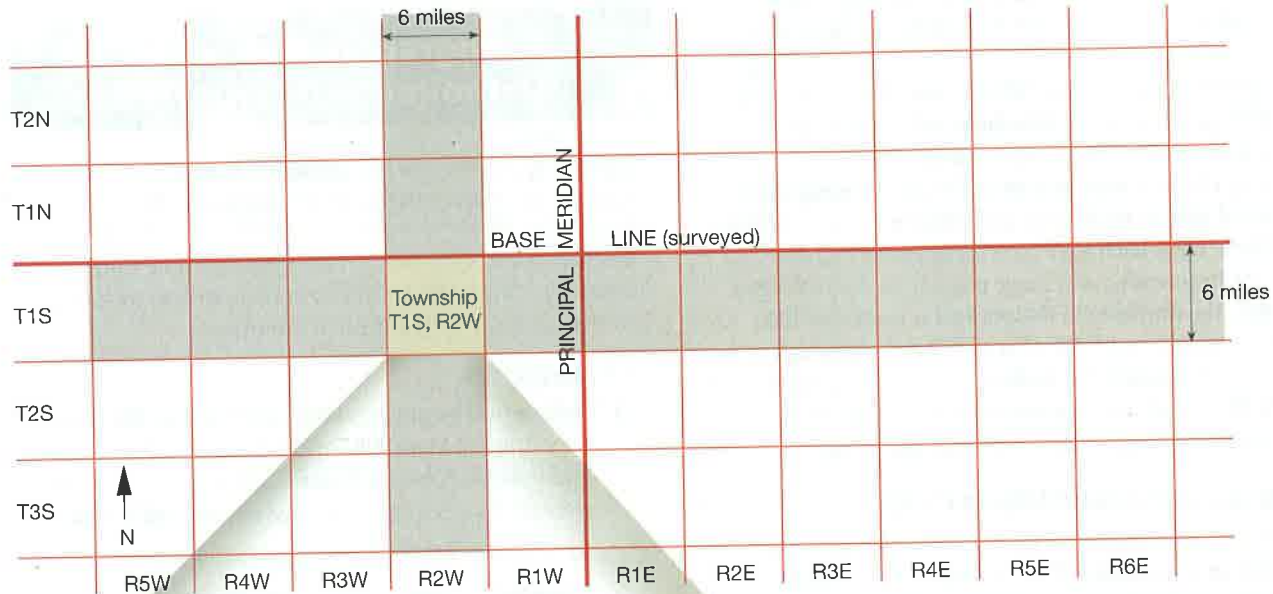 6 miles
T2N
T1N
PRINCIPAL MERIDIAN
BASE LINE (surveyed)
T1S
Township
T1S, R2W
6 miles
T2S
T3S
N
R5W R4W R3W R2W R1W R1E R2E R3E R4E R5E R6E